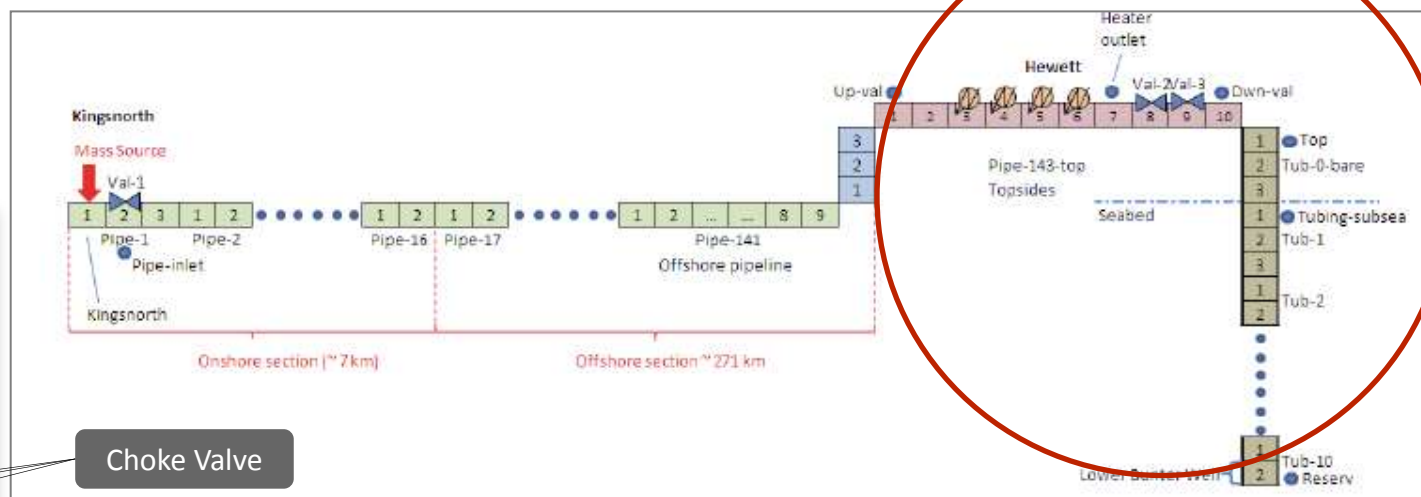 Heater
outlet
Hewett
Up-val
Val-2 Val-3
Dwn-val
1 2 3 4 5 6 7 8 9 10
Kingsnorth
Mass Source
Val-1
3
2
1
Pipe-143-top
Topsides
1 Top
2 Tub-0-bare
3
Seabed
1 2 3 1 2
1 2 1 2
1 2 ... ... 8 9
1 Tubing-subsea
2 Tub-1
3
1
2 Tub-2
Pipe-1
Pipe-2
Pipe-16
Pipe-17
Pipe-141
Pipe-inlet
Offshore pipeline
Kingsnorth
Onshore section (~ 7 km)
Offshore section ~ 271 km
Choke Valve
1
Tub-10
Lower Bunter Well
2 Reserv